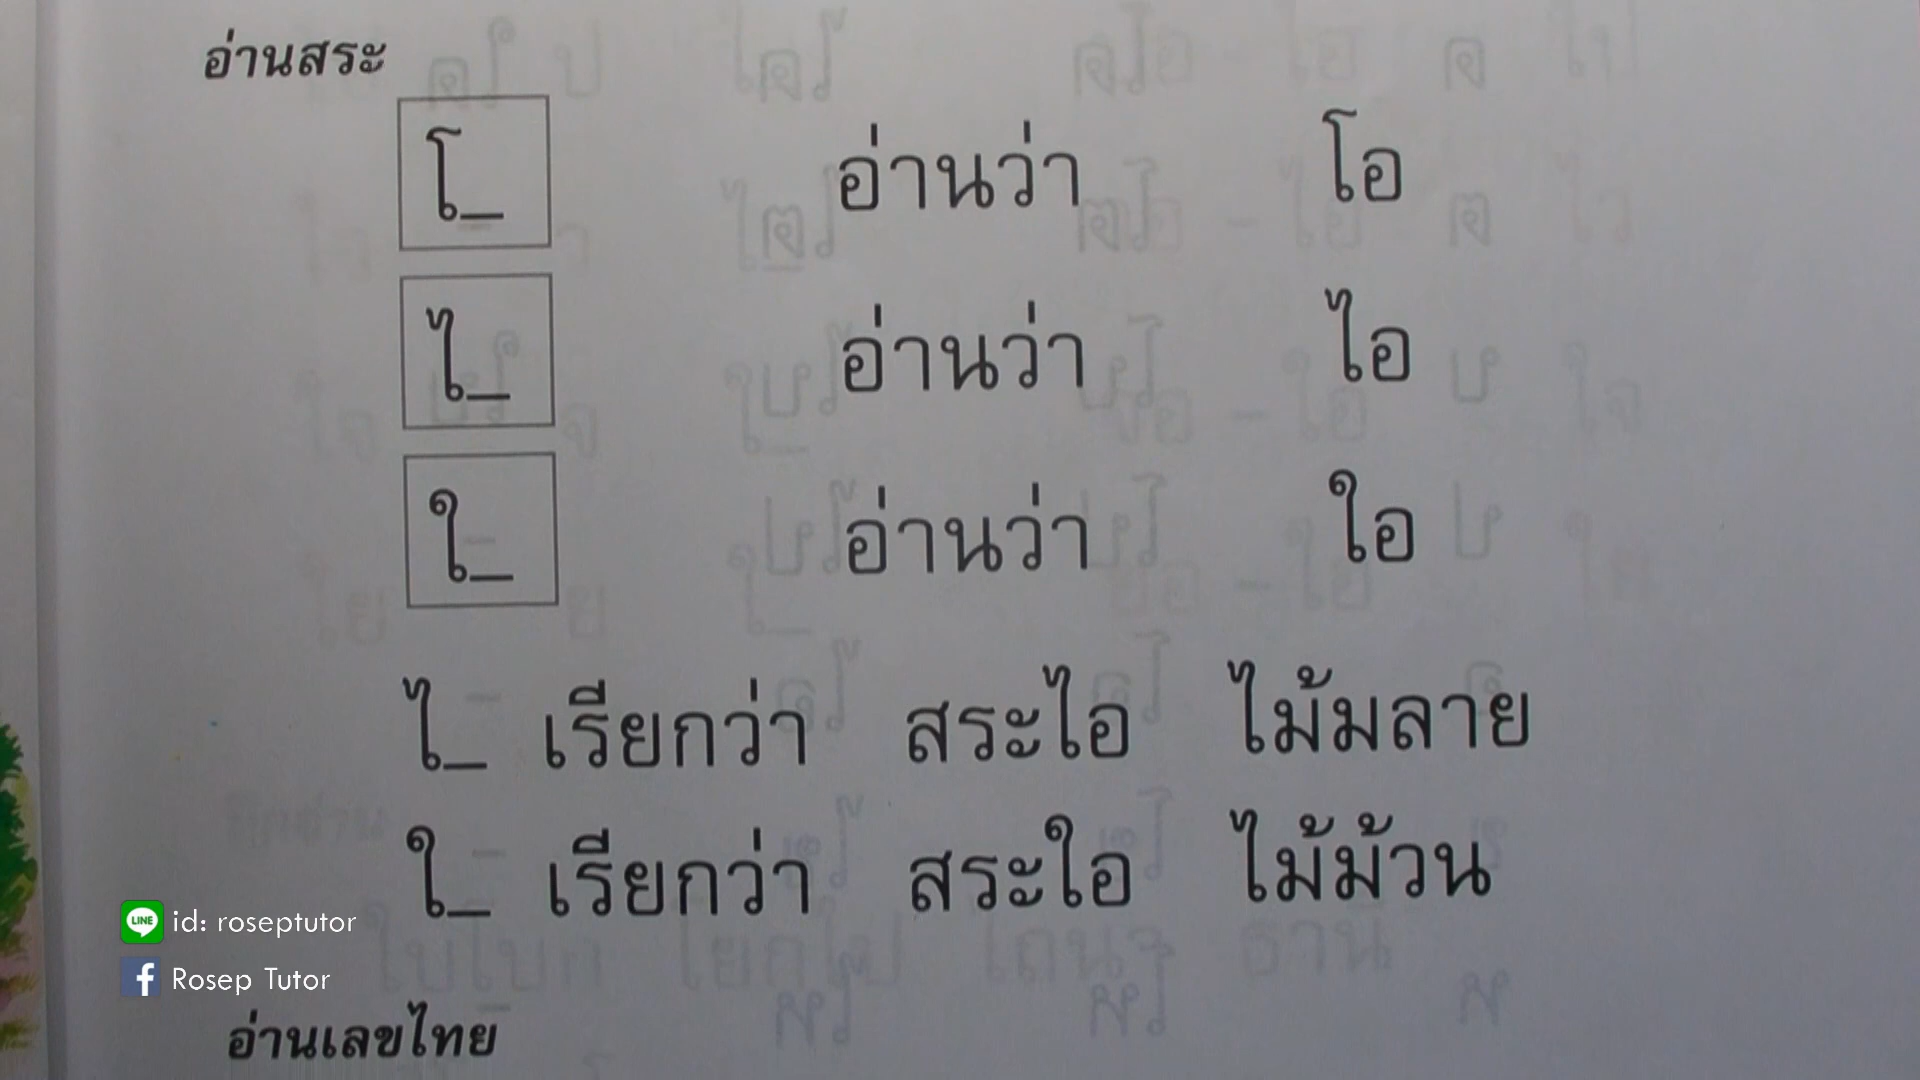 อ่านสระ
โ_ อ่านว่า โอ
ไ_ อ่านว่า ไอ
ใ_ อ่านว่า ใอ
ไ_ เรียกว่า สระไอ ไม้มลาย
ใ_ เรียกว่า สระใอ ไม้ม้วน
LINE id: roseptutor
f Rosep Tutor
อ่านเลขไทย